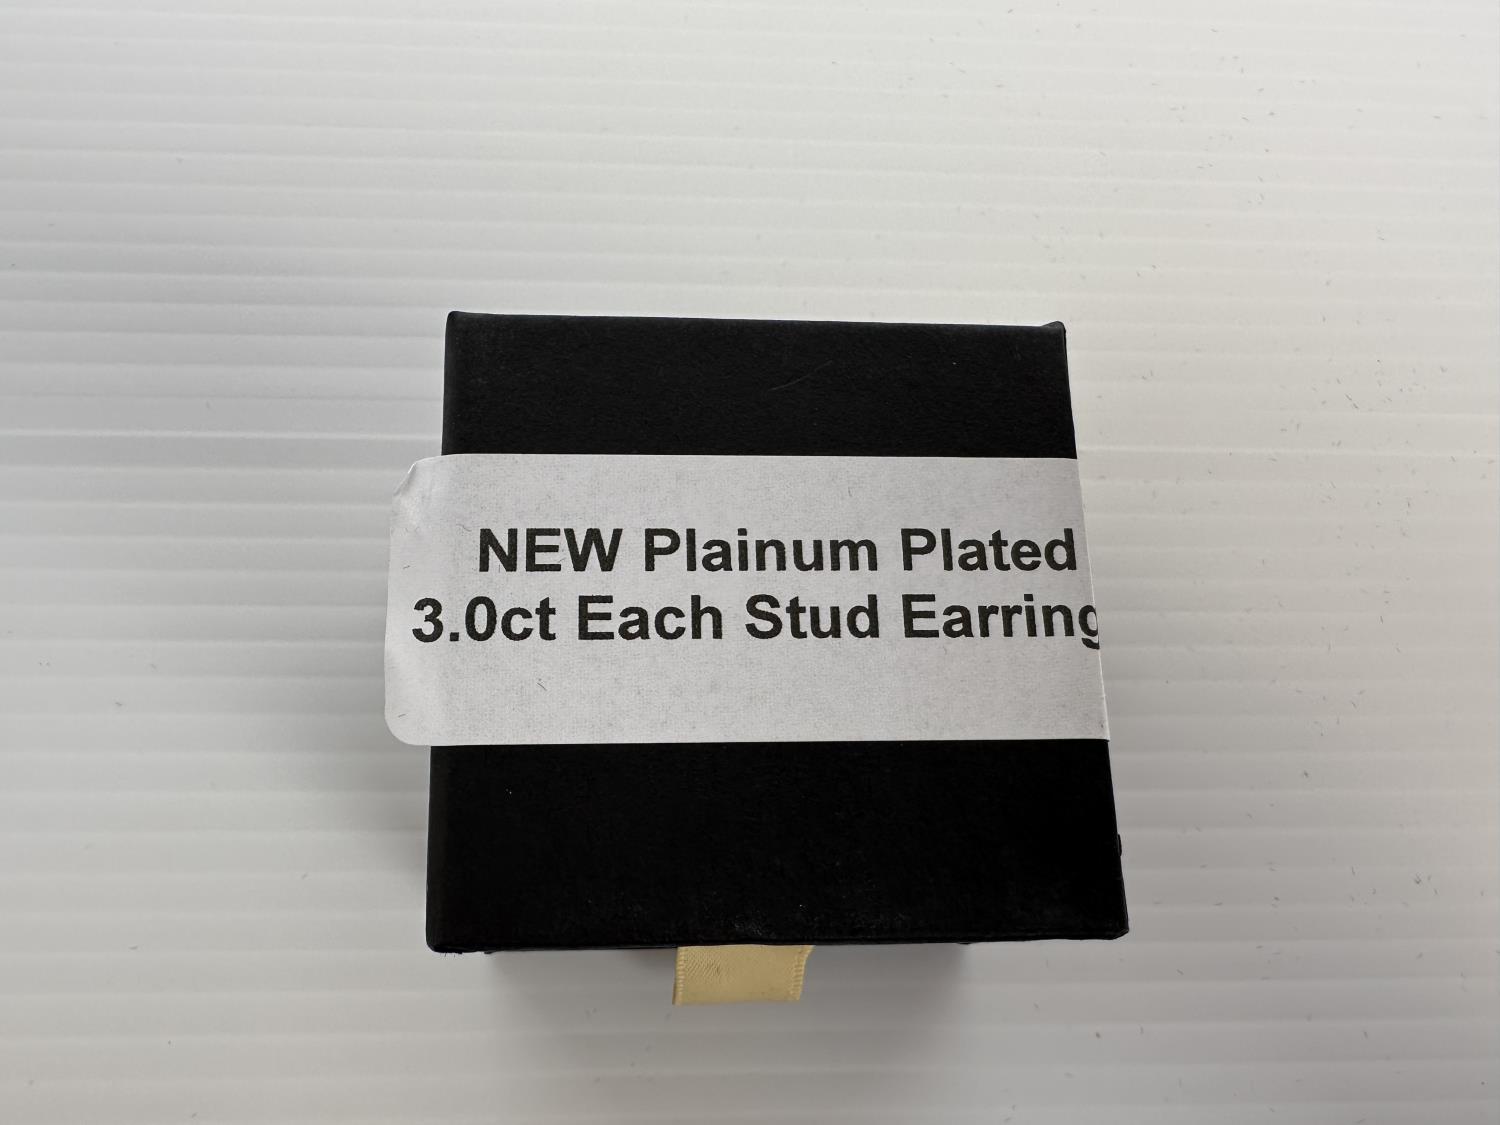 NEW Plainum Plated
3.0ct Each Stud Earring